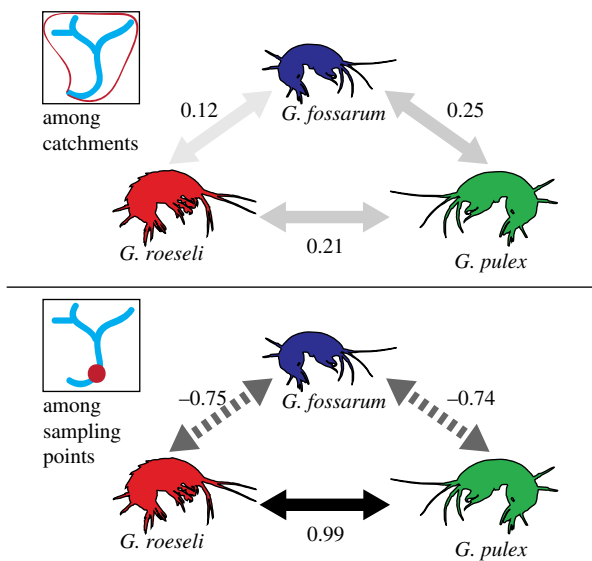 among
catchments
0.12
G. fossarum
0.25
G. roeseli
0.21
G. pulex
among
sampling
points
–0.75
G. fossarum
–0.74
G. roeseli
0.99
G. pulex